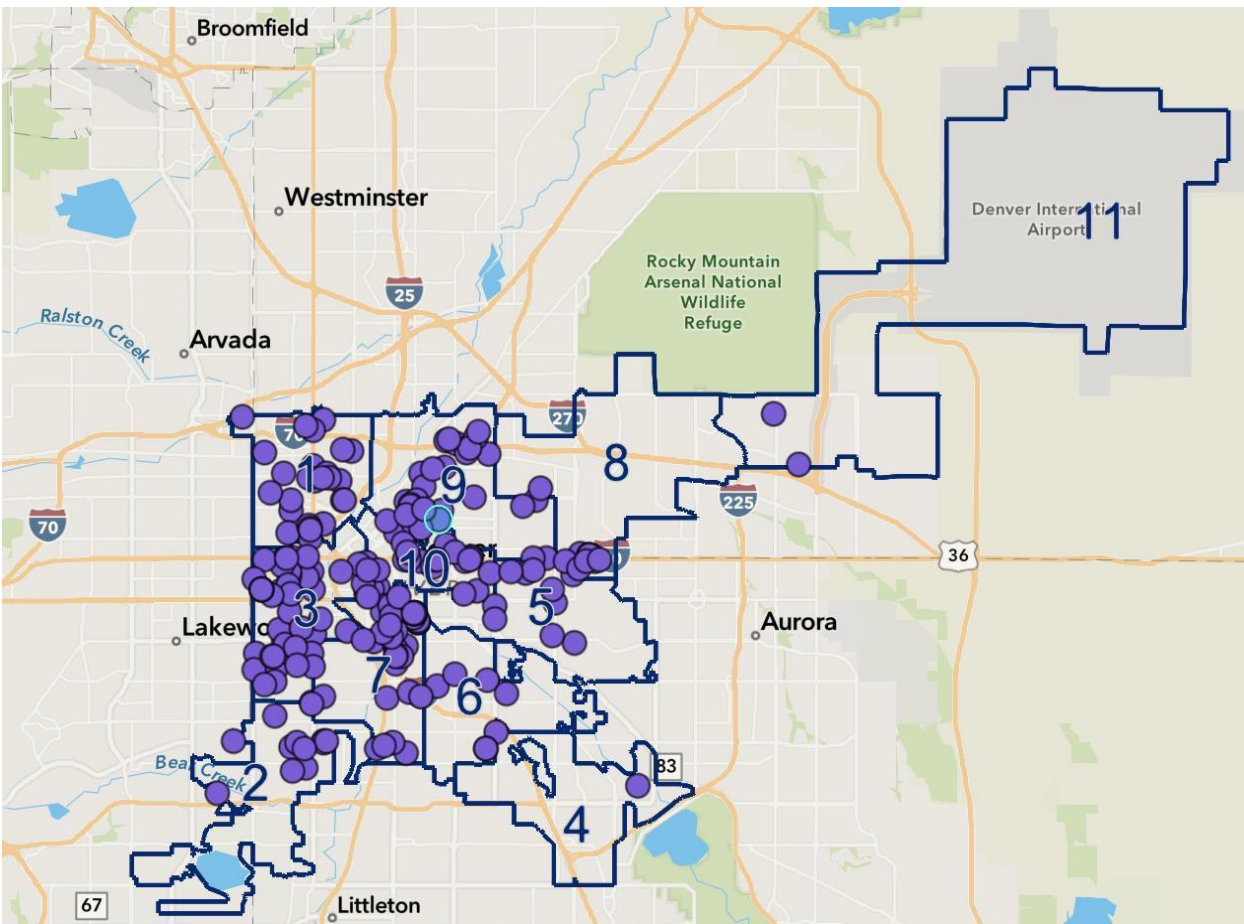 Broomfield
Westminster
Denver International
Airport
11
Rocky Mountain
Arsenal National
Wildlife
Refuge
25
Ralston Creek
Arvada
270
70
1
8
9
225
70
36
10
3
5
Aurora
7
6
Bear Creek
2
83
4
67
Littleton